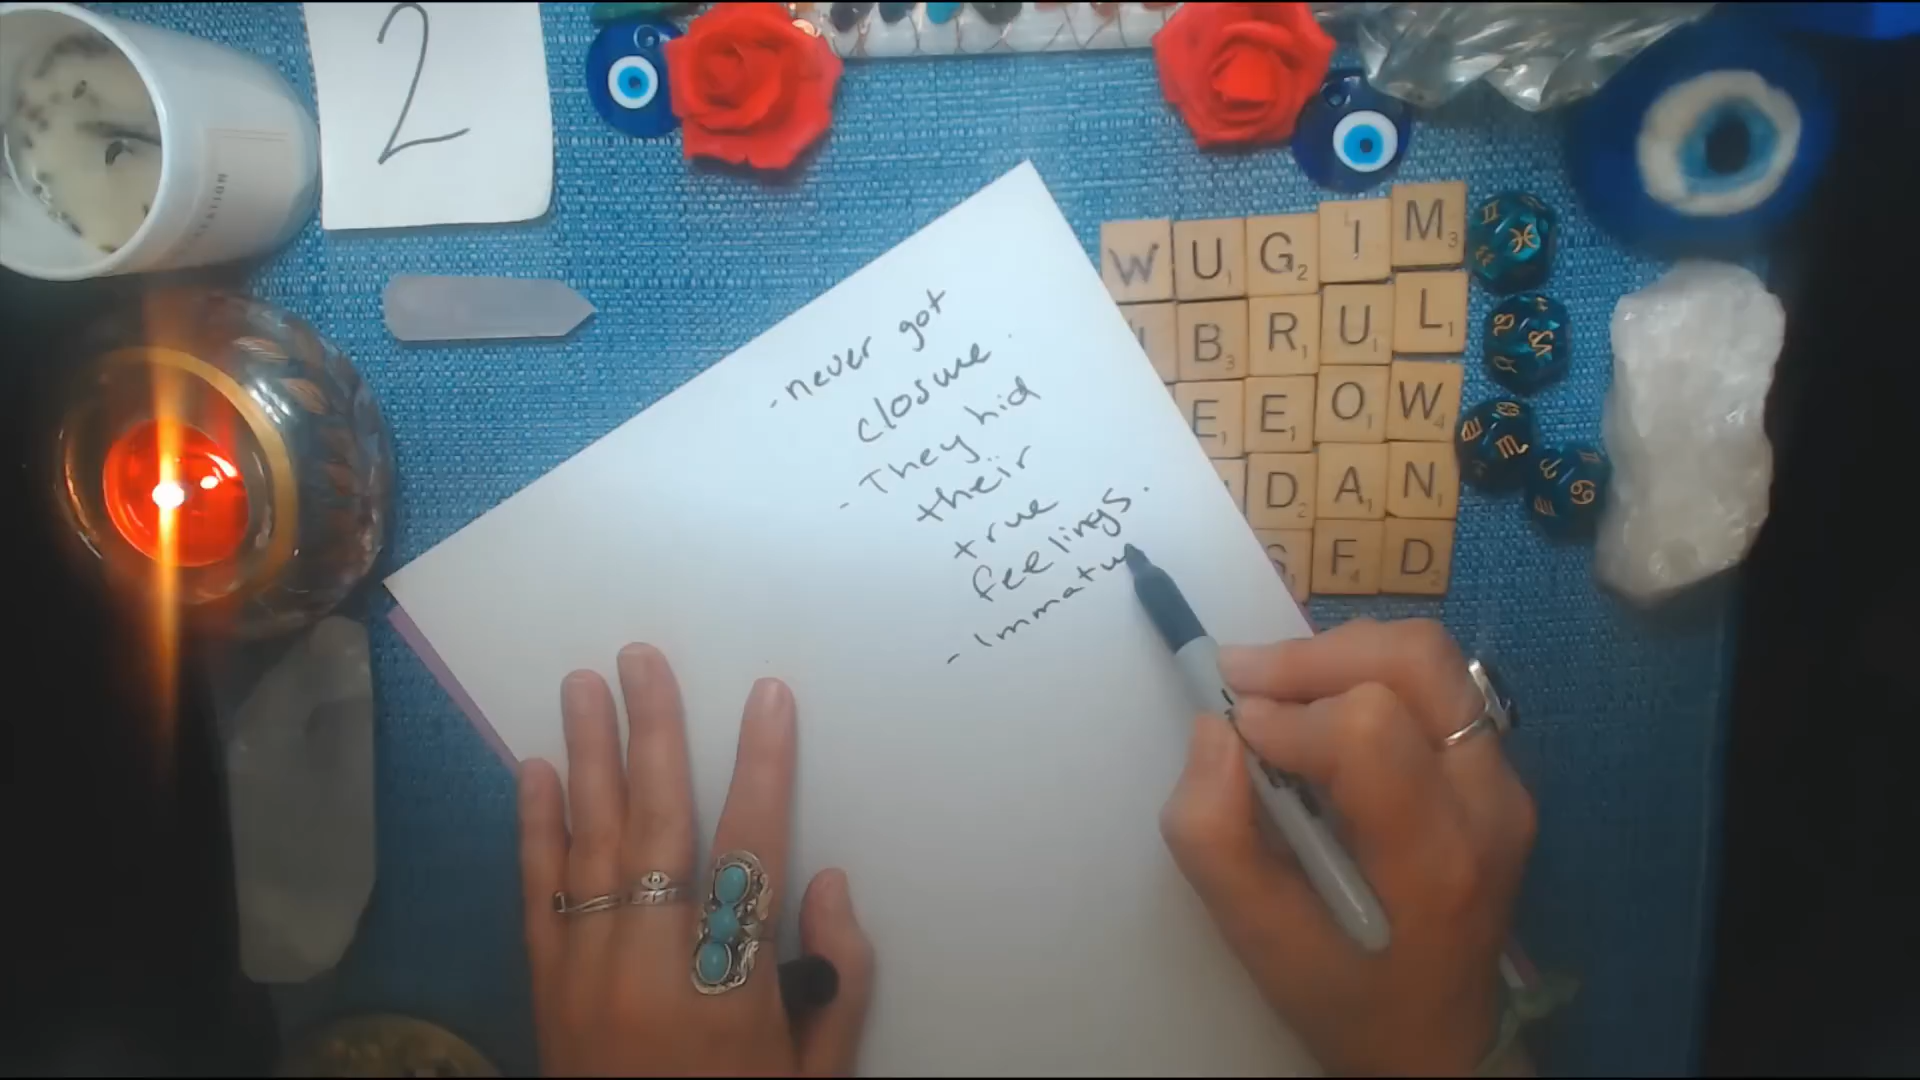 2
- never got
closure.
- They hid
their
true
feelings.
- Immatu
W U G I M
B R U L
E E O W
D A N
S F D